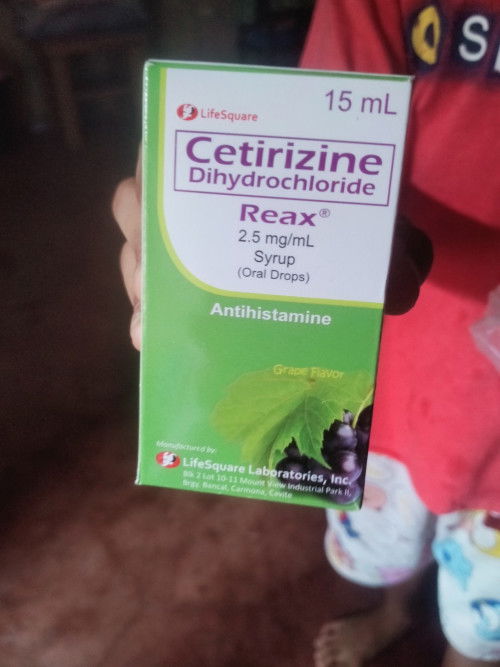 15 mL
LifeSquare
Cetirizine
Dihydrochloride
Reax®
2.5 mg/mL
Syrup
(Oral Drops)
Antihistamine
Grape Flavor
Manufactured by:
LifeSquare Laboratories, Inc.
Blk 2 Lot 10-11 Mount View Industrial Park II,
Brgy. Bancal, Carmona, Cavite